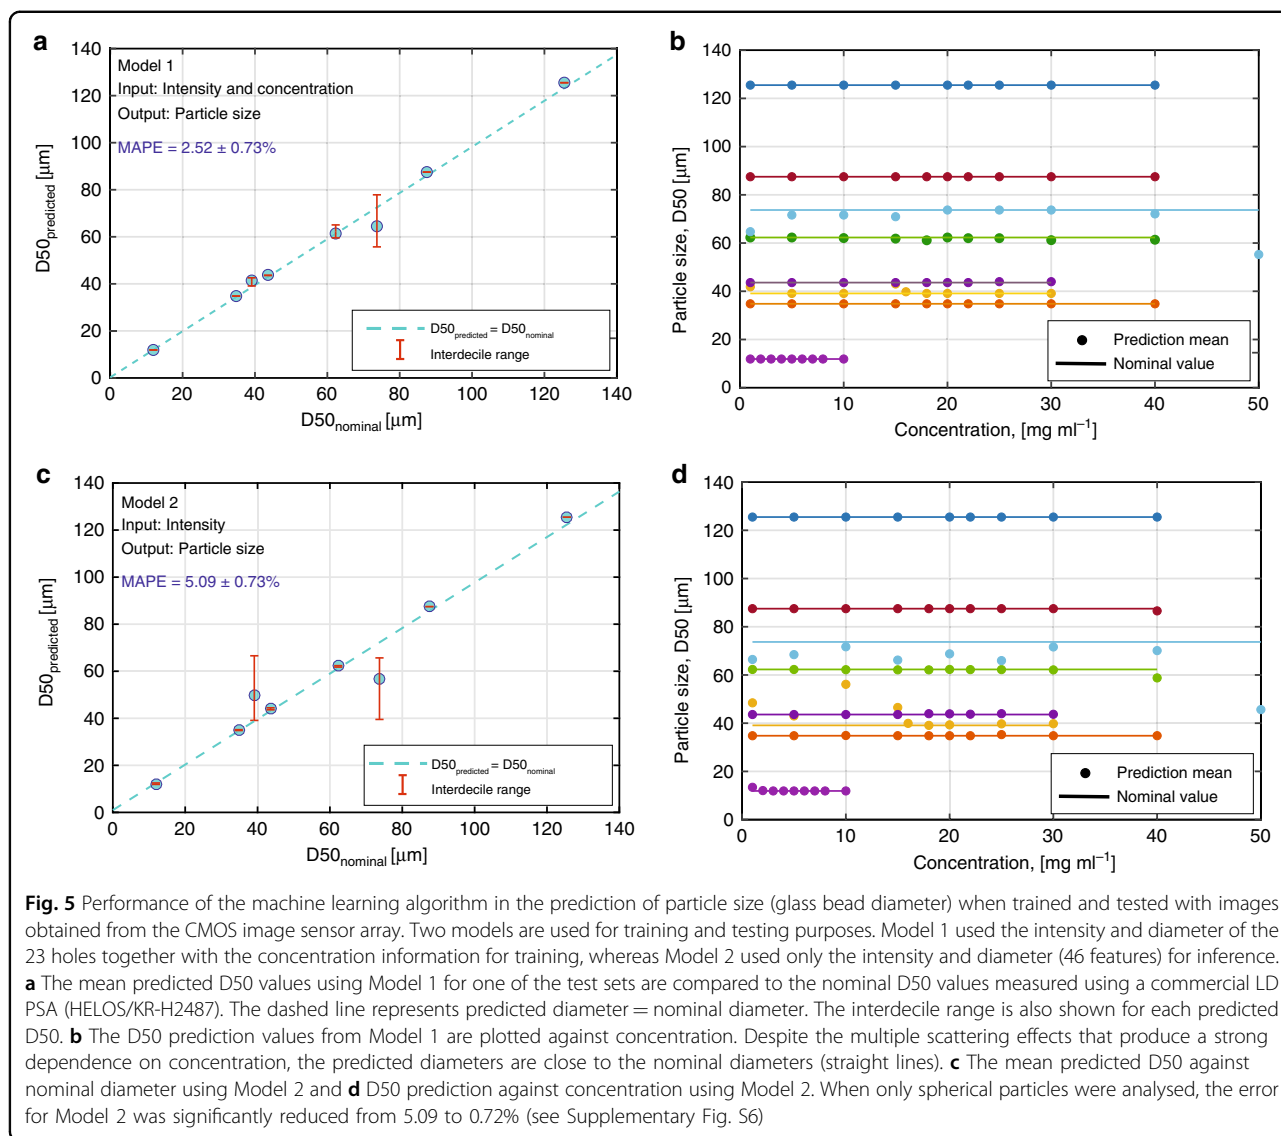 a
140
120
100
80
60
40
20
0
D50predicted [μm]
Model 1
Input: Intensity and concentration
Output: Particle size
MAPE = 2.52 ± 0.73%
D50predicted = D50nominal
Interdecile range
0 20 40 60 80 100 120 140
D50nominal [μm]
b
140
120
100
80
60
40
20
0
Particle size, D50 [μm]
Prediction mean
Nominal value
0 10 20 30 40 50
Concentration, [mg ml⁻¹]
c
140
120
100
80
60
40
20
0
D50predicted [μm]
Model 2
Input: Intensity
Output: Particle size
MAPE = 5.09 ± 0.73%
D50predicted = D50nominal
Interdecile range
0 20 40 60 80 100 120 140
D50nominal [μm]
d
140
120
100
80
60
40
20
0
Particle size, D50 [μm]
Prediction mean
Nominal value
0 10 20 30 40 50
Concentration, [mg ml⁻¹]
Fig. 5 Performance of the machine learning algorithm in the prediction of particle size (glass bead diameter) when trained and tested with images
obtained from the CMOS image sensor array. Two models are used for training and testing purposes. Model 1 used the intensity and diameter of the
23 holes together with the concentration information for training, whereas Model 2 used only the intensity and diameter (46 features) for inference.
a The mean predicted D50 values using Model 1 for one of the test sets are compared to the nominal D50 values measured using a commercial LD
PSA (HELOS/KR-H2487). The dashed line represents predicted diameter = nominal diameter. The interdecile range is also shown for each predicted
D50. b The D50 prediction values from Model 1 are plotted against concentration. Despite the multiple scattering effects that produce a strong
dependence on concentration, the predicted diameters are close to the nominal diameters (straight lines). c The mean predicted D50 against
nominal diameter using Model 2 and d D50 prediction against concentration using Model 2. When only spherical particles were analysed, the error
for Model 2 was significantly reduced from 5.09 to 0.72% (see Supplementary Fig. S6)